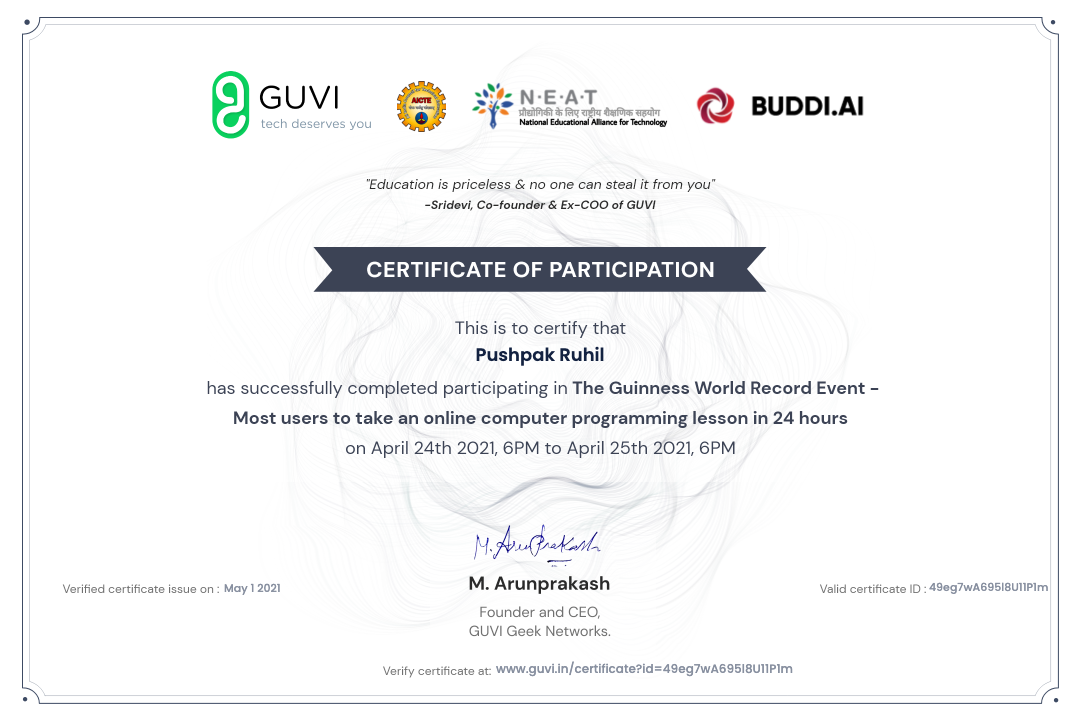 GUVI
tech deserves you
AICTE
N·E·A·T
प्रौद्योगिकी के लिए राष्ट्रीय शैक्षणिक सहयोग
National Educational Alliance for Technology
BUDDI.AI
"Education is priceless & no one can steal it from you"
-Sridevi, Co-founder & Ex-COO of GUVI
CERTIFICATE OF PARTICIPATION
This is to certify that
Pushpak Ruhil
has successfully completed participating in The Guinness World Record Event -
Most users to take an online computer programming lesson in 24 hours
on April 24th 2021, 6PM to April 25th 2021, 6PM
M. Arunprakash
M. Arunprakash
Founder and CEO,
GUVI Geek Networks.
Verified certificate issue on : May 1 2021
Valid certificate ID : 49eg7wA695I8U11P1m
Verify certificate at: www.guvi.in/certificate?id=49eg7wA695I8U11P1m